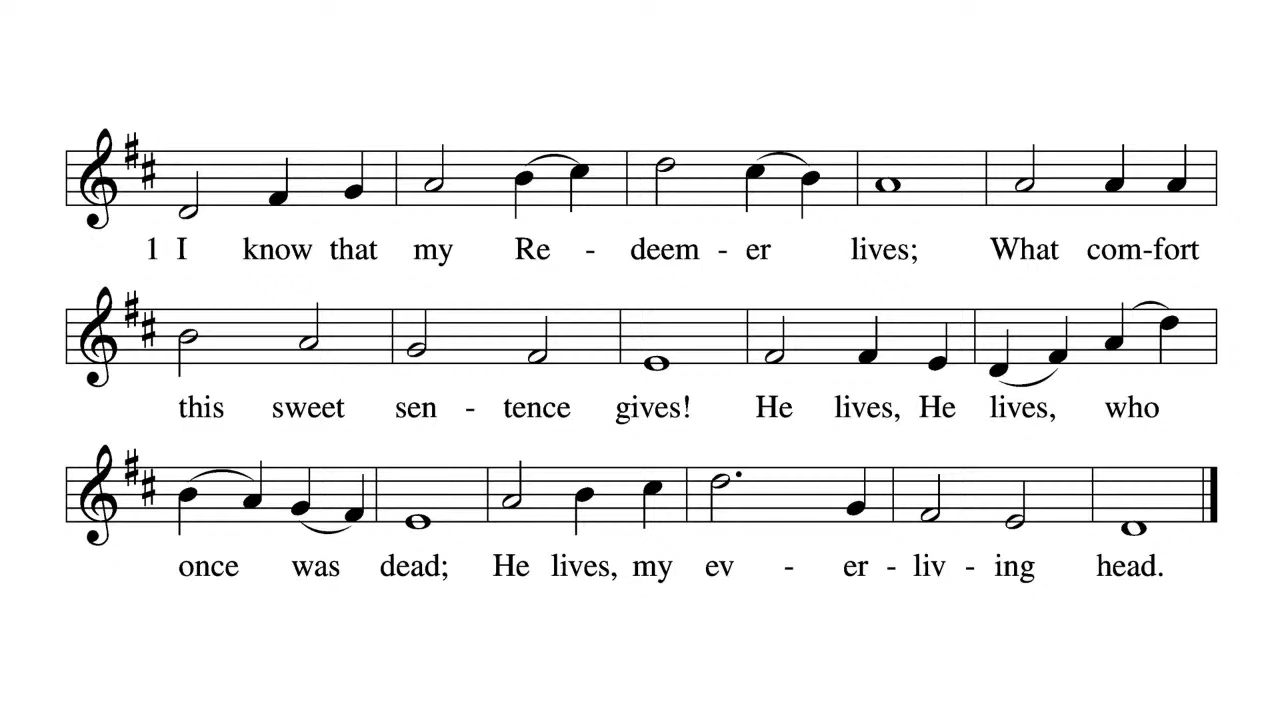 1 I know that my Re - deem - er lives; What com-fort
this sweet sen - tence gives! He lives, He lives, who
once was dead; He lives, my ev - er - liv - ing head.